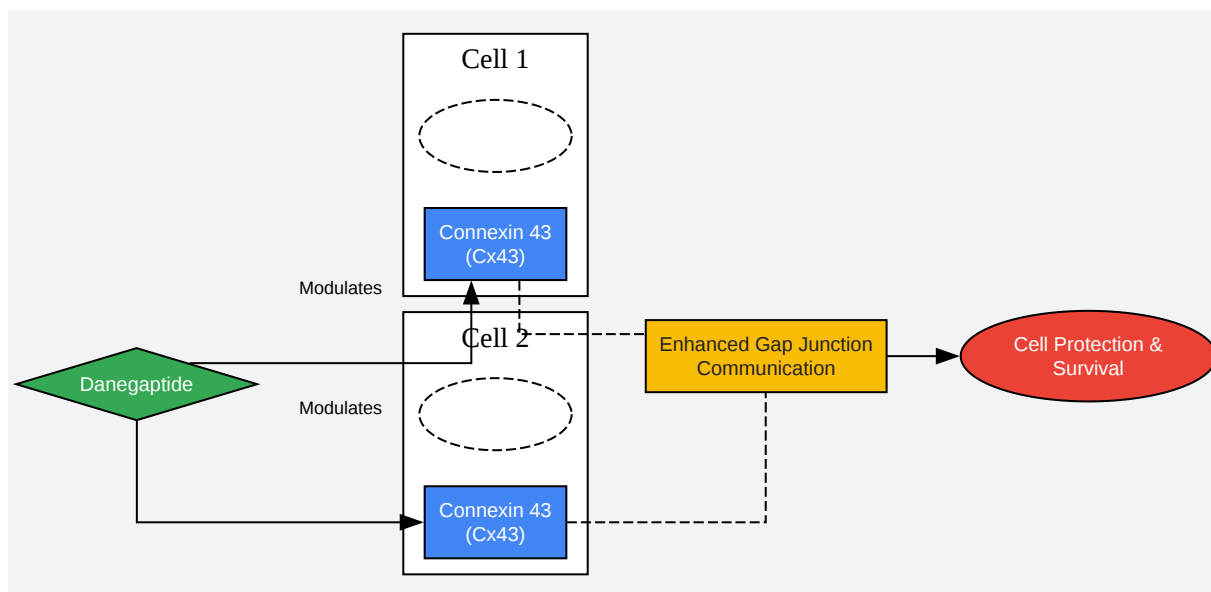 Cell 1
Connexin 43
(Cx43)
Modulates
Cell 2
Enhanced Gap Junction
Communication
Cell Protection &
Survival
Danegaptide
Modulates
Connexin 43
(Cx43)